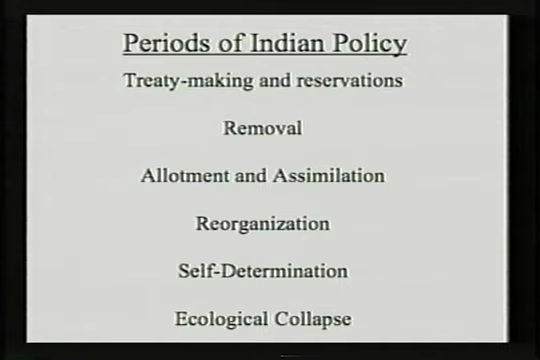 Periods of Indian Policy
Treaty-making and reservations
Removal
Allotment and Assimilation
Reorganization
Self-Determination
Ecological Collapse